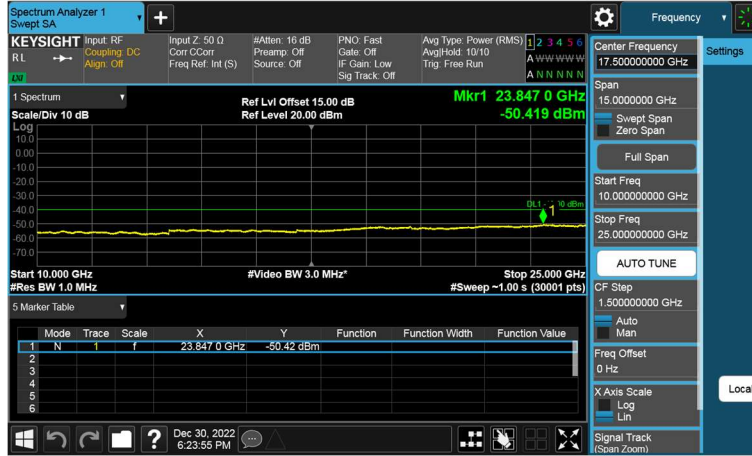 Spectrum Analyzer 1
Swept SA
Frequency
KEYSIGHT
RL
LXI
Input: RF
Coupling: DC
Align: Off
Input Z: 50 Ω
Corr CCorr
Freq Ref: Int (S)
#Atten: 16 dB
Preamp: Off
Source: Off
PNO: Fast
Gate: Off
IF Gain: Low
Sig Track: Off
Avg Type: Power (RMS)
Avg|Hold: 10/10
Trig: Free Run
1 2 3 4 5 6
A W W W W W
A N N N N N
1 Spectrum
Scale/Div 10 dB
Ref Lvl Offset 15.00 dB
Ref Level 20.00 dBm
Mkr1 23.847 0 GHz
-50.419 dBm
Log
10.0
0.00
-10.0
-20.0
-30.0
-40.0
-50.0
-60.0
-70.0
DL1
dBm
1
Start 10.000 GHz
#Res BW 1.0 MHz
#Video BW 3.0 MHz*
Stop 25.000 GHz
#Sweep ~1.00 s (30001 pts)
5 Marker Table
Mode Trace Scale X Y Function Function Width Function Value
1 N 1 f 23.847 0 GHz -50.42 dBm
2
3
4
5
6
Dec 30, 2022
6:23:55 PM
Center Frequency
17.500000000 GHz
Settings
Span
15.0000000 GHz
Swept Span
Zero Span
Full Span
Start Freq
10.000000000 GHz
Stop Freq
25.000000000 GHz
AUTO TUNE
CF Step
1.500000000 GHz
Auto
Man
Freq Offset
0 Hz
Local
X Axis Scale
Log
Lin
Signal Track
(Span Zoom)